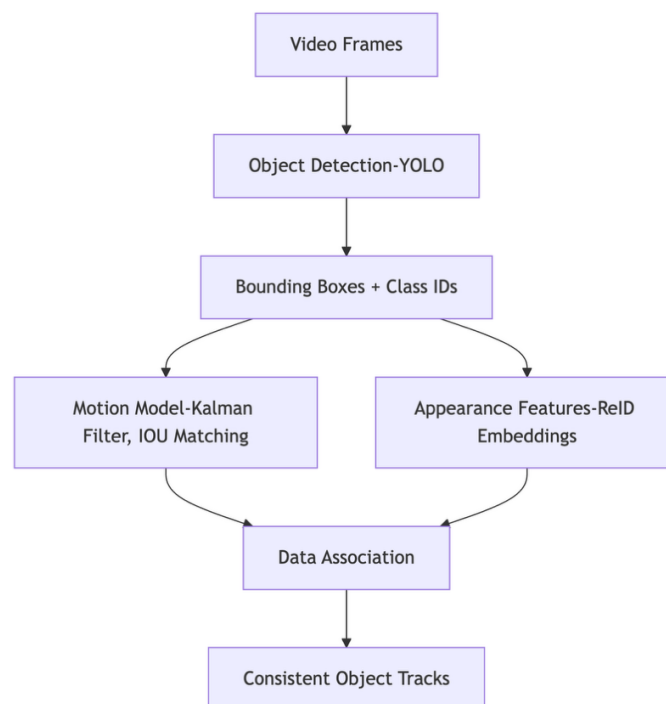 Video Frames
Object Detection-YOLO
Bounding Boxes + Class IDs
Motion Model-Kalman
Filter, IOU Matching
Appearance Features-ReID
Embeddings
Data Association
Consistent Object Tracks